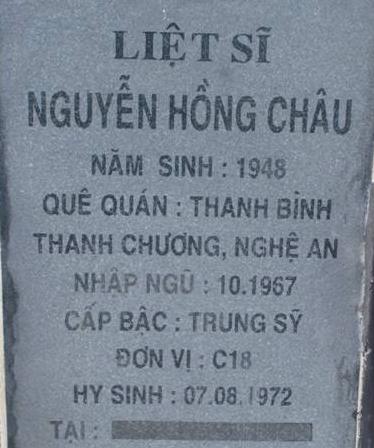 LIỆT SĨ
NGUYỄN HỒNG CHÂU
NĂM SINH : 1948
QUÊ QUÁN : THANH BÌNH
THANH CHƯƠNG, NGHỆ AN
NHẬP NGŨ : 10.1967
CẤP BẬC : TRUNG SỸ
ĐƠN VỊ : C18
HY SINH : 07.08.1972
TẠI :